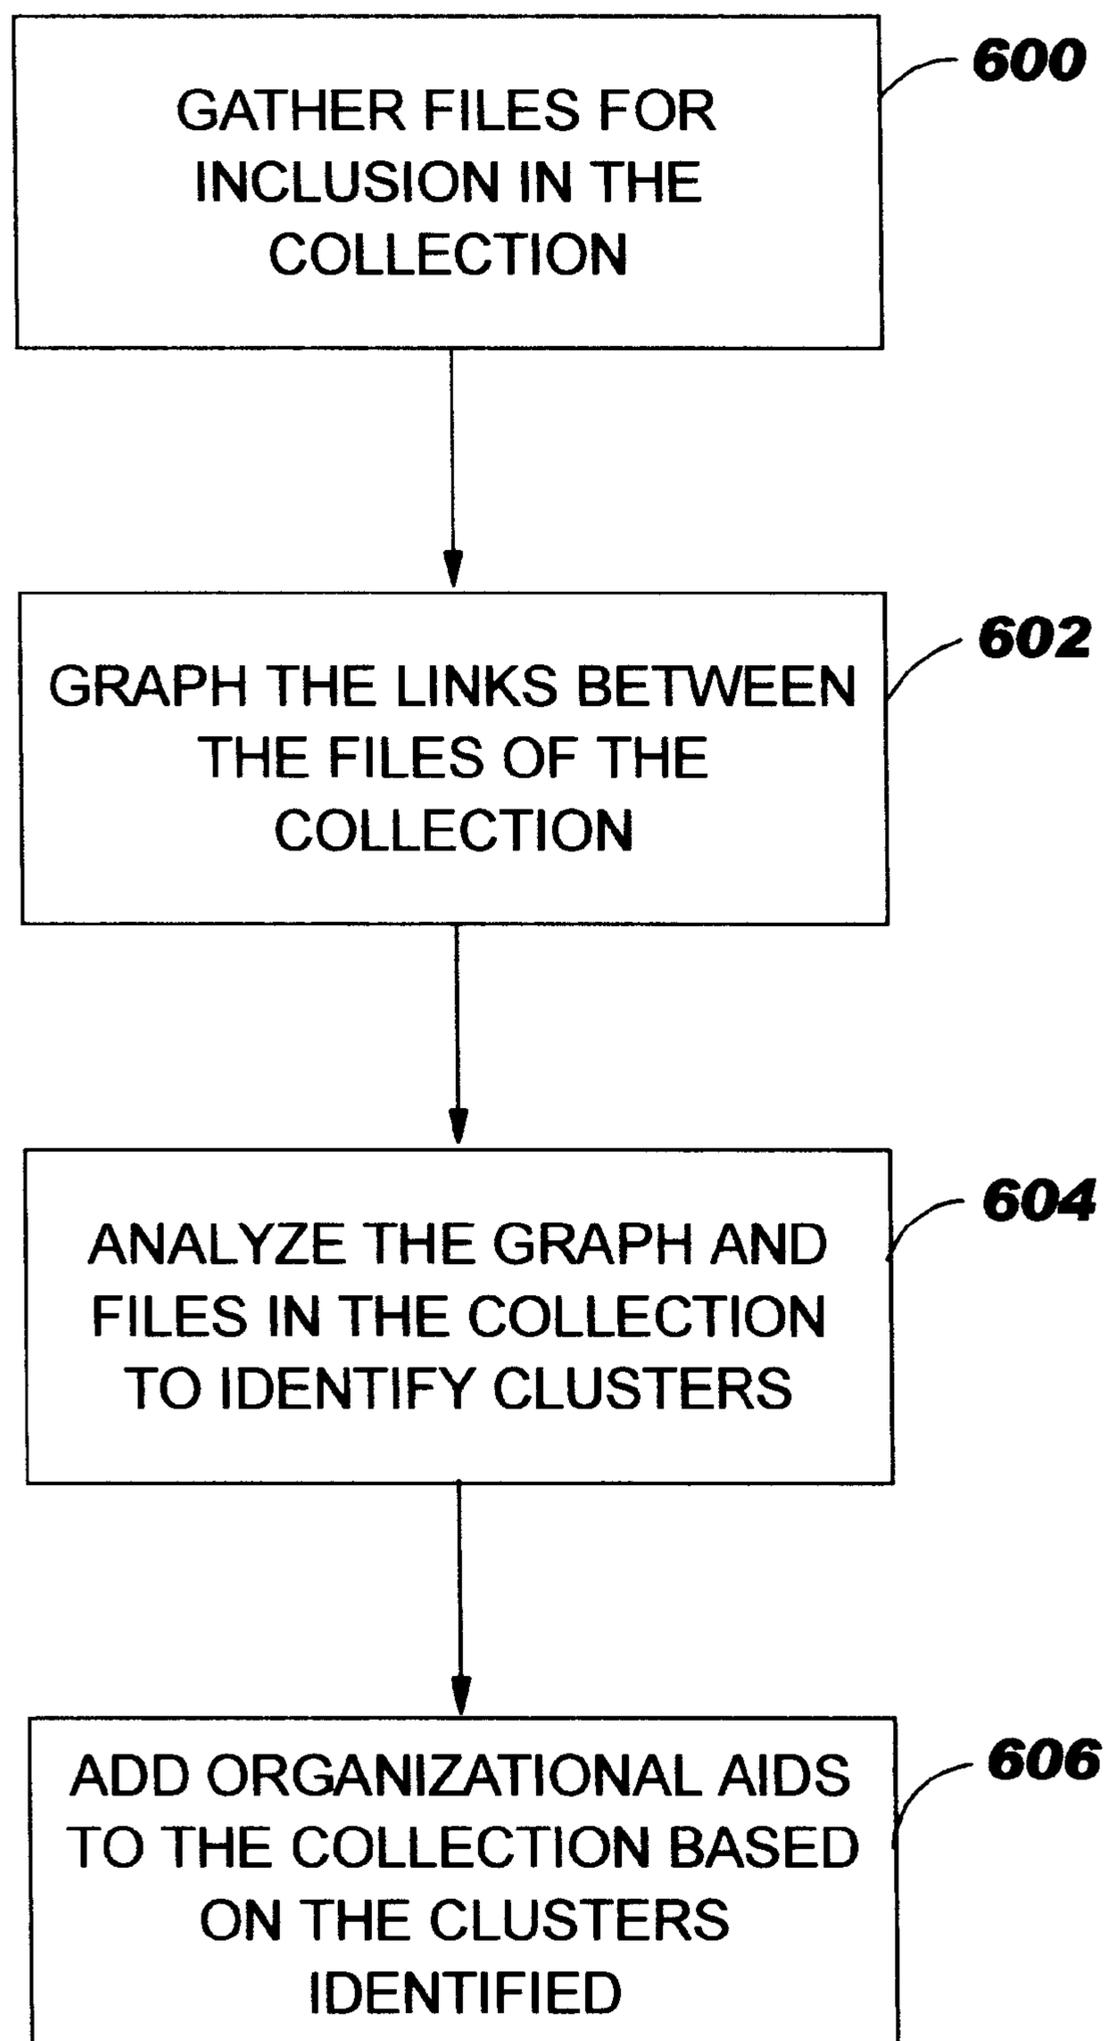 600
GATHER FILES FOR
INCLUSION IN THE
COLLECTION
602
GRAPH THE LINKS BETWEEN
THE FILES OF THE
COLLECTION
604
ANALYZE THE GRAPH AND
FILES IN THE COLLECTION
TO IDENTIFY CLUSTERS
606
ADD ORGANIZATIONAL AIDS
TO THE COLLECTION BASED
ON THE CLUSTERS
IDENTIFIED